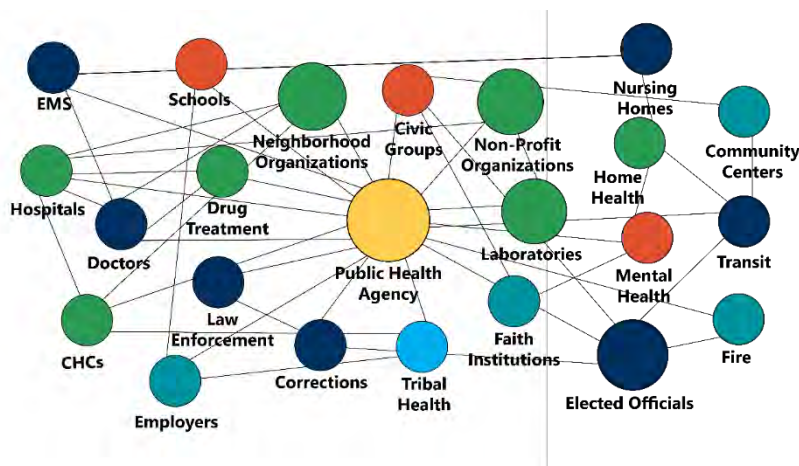 EMS
Schools
Neighborhood
Organizations
Civic
Groups
Non-Profit
Organizations
Nursing
Homes
Community
Centers
Hospitals
Doctors
Drug
Treatment
Public Health
Agency
Laboratories
Home
Health
Mental
Health
Transit
CHCs
Law
Enforcement
Employers
Corrections
Tribal
Health
Faith
Institutions
Elected Officials
Fire